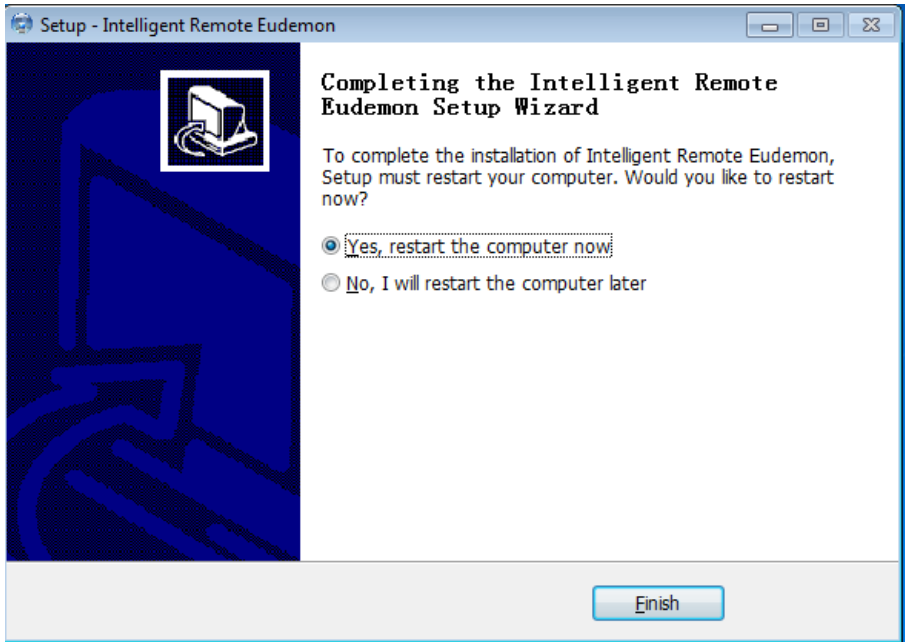 Setup - Intelligent Remote Eudemon
Completing the Intelligent Remote
Eudemon Setup Wizard
To complete the installation of Intelligent Remote Eudemon,
Setup must restart your computer. Would you like to restart
now?
Yes, restart the computer now
No, I will restart the computer later
Finish